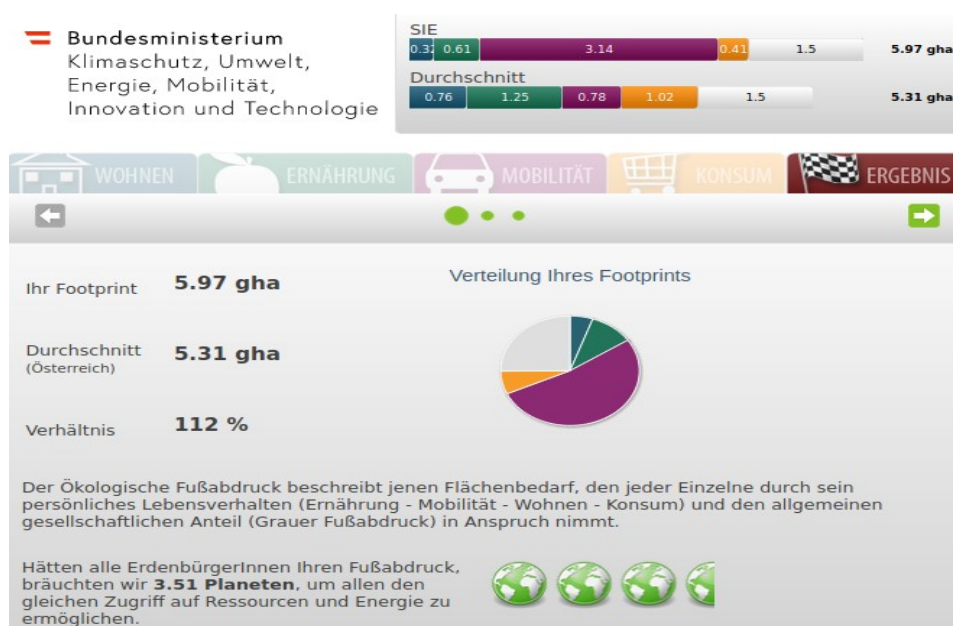 Bundesministerium
Klimaschutz, Umwelt,
Energie, Mobilität,
Innovation und Technologie
SIE
0.32 0.61 3.14 0.41 1.5 5.97 gha
Durchschnitt
0.76 1.25 0.78 1.02 1.5 5.31 gha
WOHNEN ERNÄHRUNG MOBILITÄT KONSUM ERGEBNIS
Ihr Footprint 5.97 gha
Verteilung Ihres Footprints
Durchschnitt 5.31 gha
(Österreich)
Verhältnis 112 %
Der Ökologische Fußabdruck beschreibt jenen Flächenbedarf, den jeder Einzelne durch sein
persönliches Lebensverhalten (Ernährung - Mobilität - Wohnen - Konsum) und den allgemeinen
gesellschaftlichen Anteil (Grauer Fußabdruck) in Anspruch nimmt.
Hätten alle ErdenbürgerInnen Ihren Fußabdruck,
bräuchten wir 3.51 Planeten, um allen den
gleichen Zugriff auf Ressourcen und Energie zu
ermöglichen.